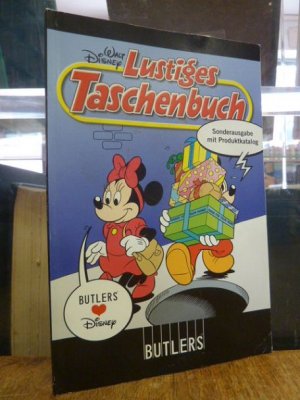 Walt
Disney
Lustiges
Taschenbuch
Sonderausgabe
mit Produktkatalog
BUTLERS
Disney
BUTLERS